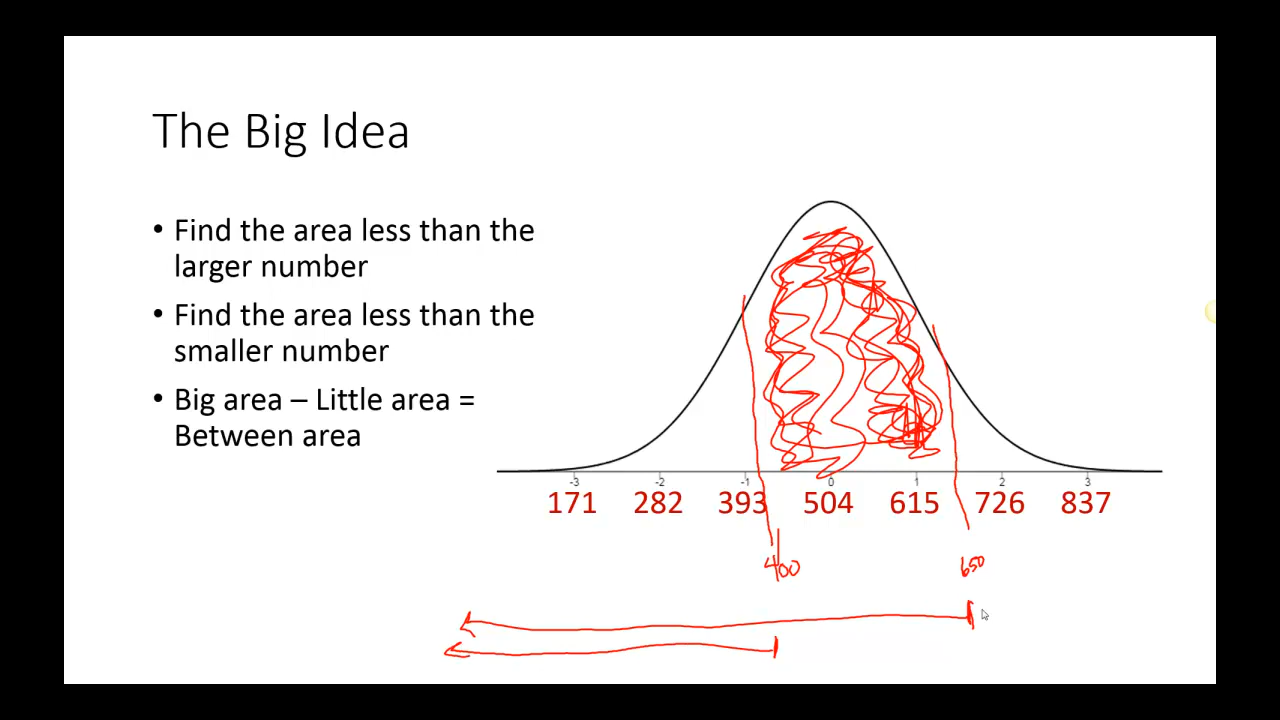 The Big Idea
• Find the area less than the
larger number
• Find the area less than the
smaller number
• Big area – Little area =
Between area
-3 -2 -1 0 1 2 3
171 282 393 504 615 726 837
400 650